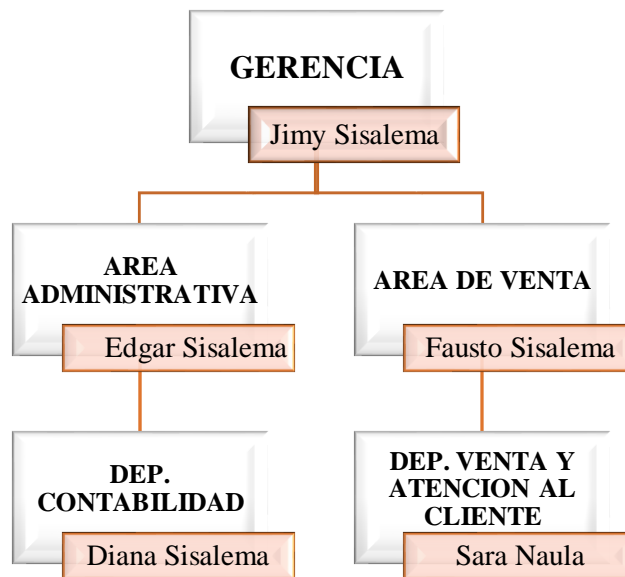 GERENCIA
Jimy Sisalema
AREA
ADMINISTRATIVA
Edgar Sisalema
AREA DE VENTA
Fausto Sisalema
DEP.
CONTABILIDAD
Diana Sisalema
DEP. VENTA Y
ATENCION AL
CLIENTE
Sara Naula